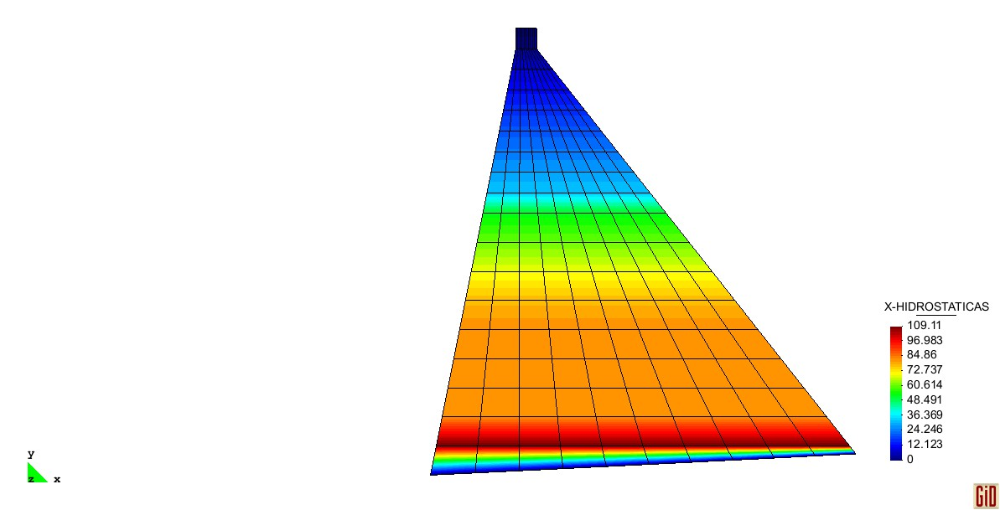 X-HIDROSTATICAS
109.11
96.983
84.86
72.737
60.614
48.491
36.369
24.246
12.123
0
y
z x
GiD